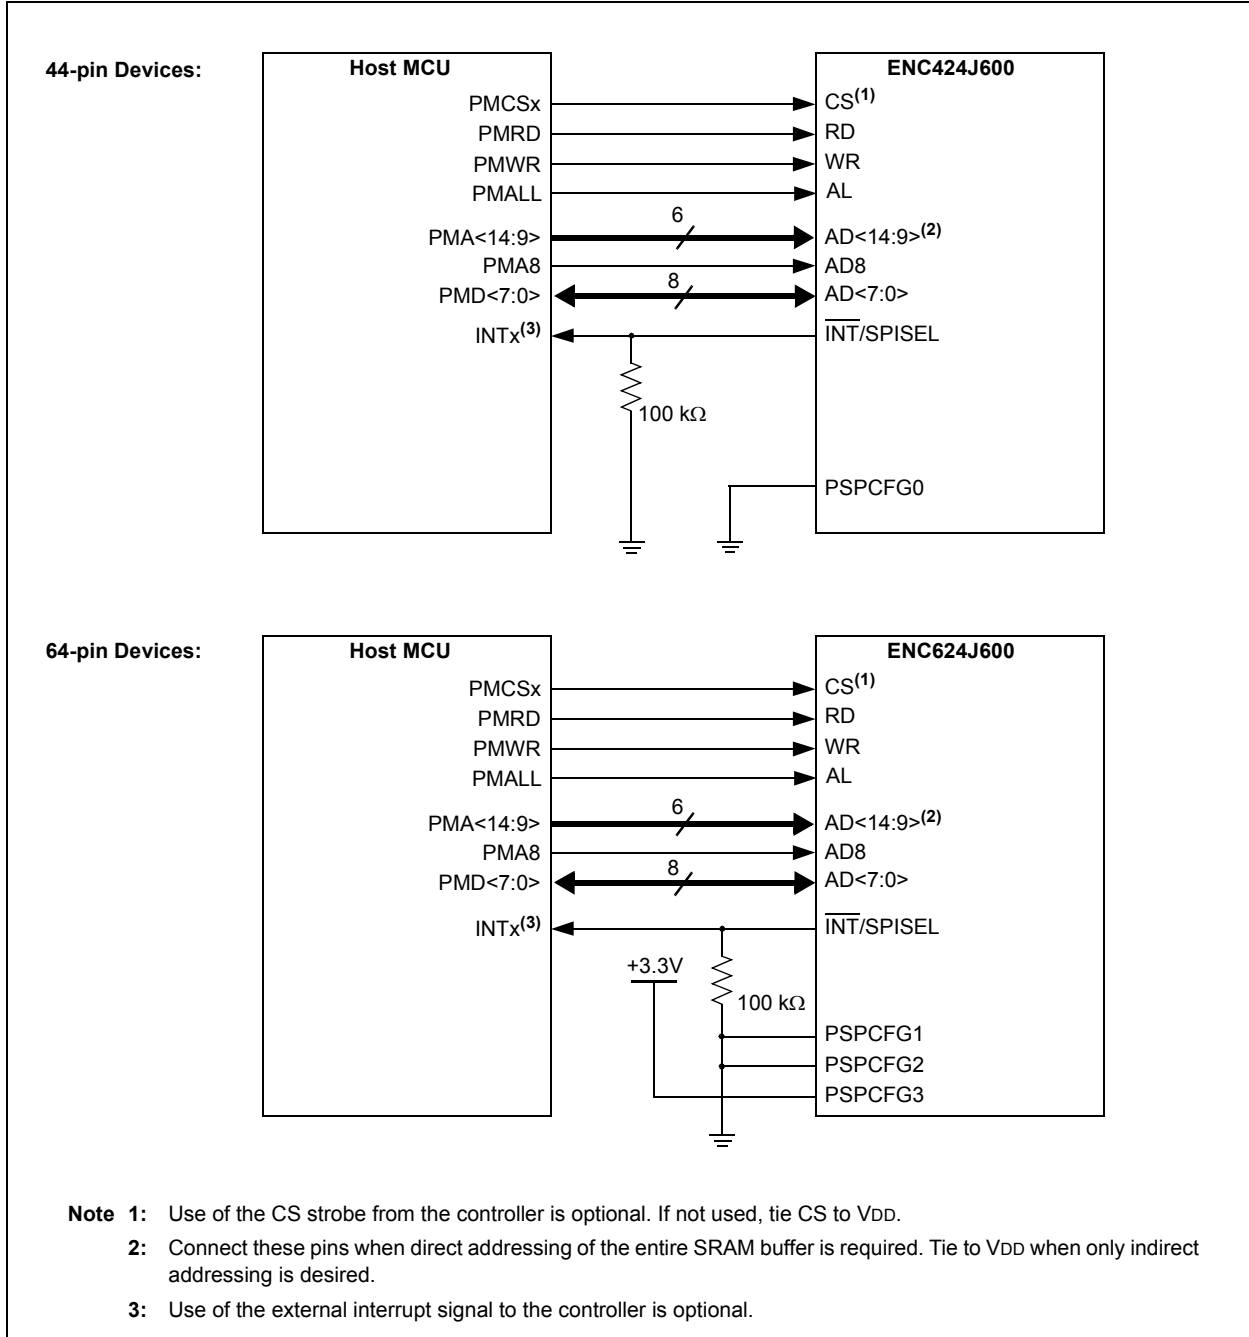 44-pin Devices:
Host MCU
ENC424J600
PMCSx
CS(1)
PMRD
RD
PMWR
WR
PMALL
AL
6
PMA<14:9>
AD<14:9>(2)
PMA8
AD8
8
PMD<7:0>
AD<7:0>
INTx(3)
INT/SPISEL
100 kΩ
PSPCFG0
64-pin Devices:
Host MCU
ENC624J600
PMCSx
CS(1)
PMRD
RD
PMWR
WR
PMALL
AL
6
PMA<14:9>
AD<14:9>(2)
PMA8
AD8
8
PMD<7:0>
AD<7:0>
INTx(3)
INT/SPISEL
+3.3V
100 kΩ
PSPCFG1
PSPCFG2
PSPCFG3
Note 1: Use of the CS strobe from the controller is optional. If not used, tie CS to VDD.
2: Connect these pins when direct addressing of the entire SRAM buffer is required. Tie to VDD when only indirect
addressing is desired.
3: Use of the external interrupt signal to the controller is optional.